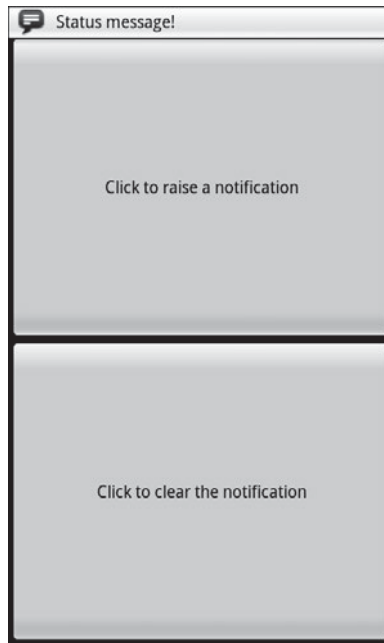 Status message!
Click to raise a notification
Click to clear the notification